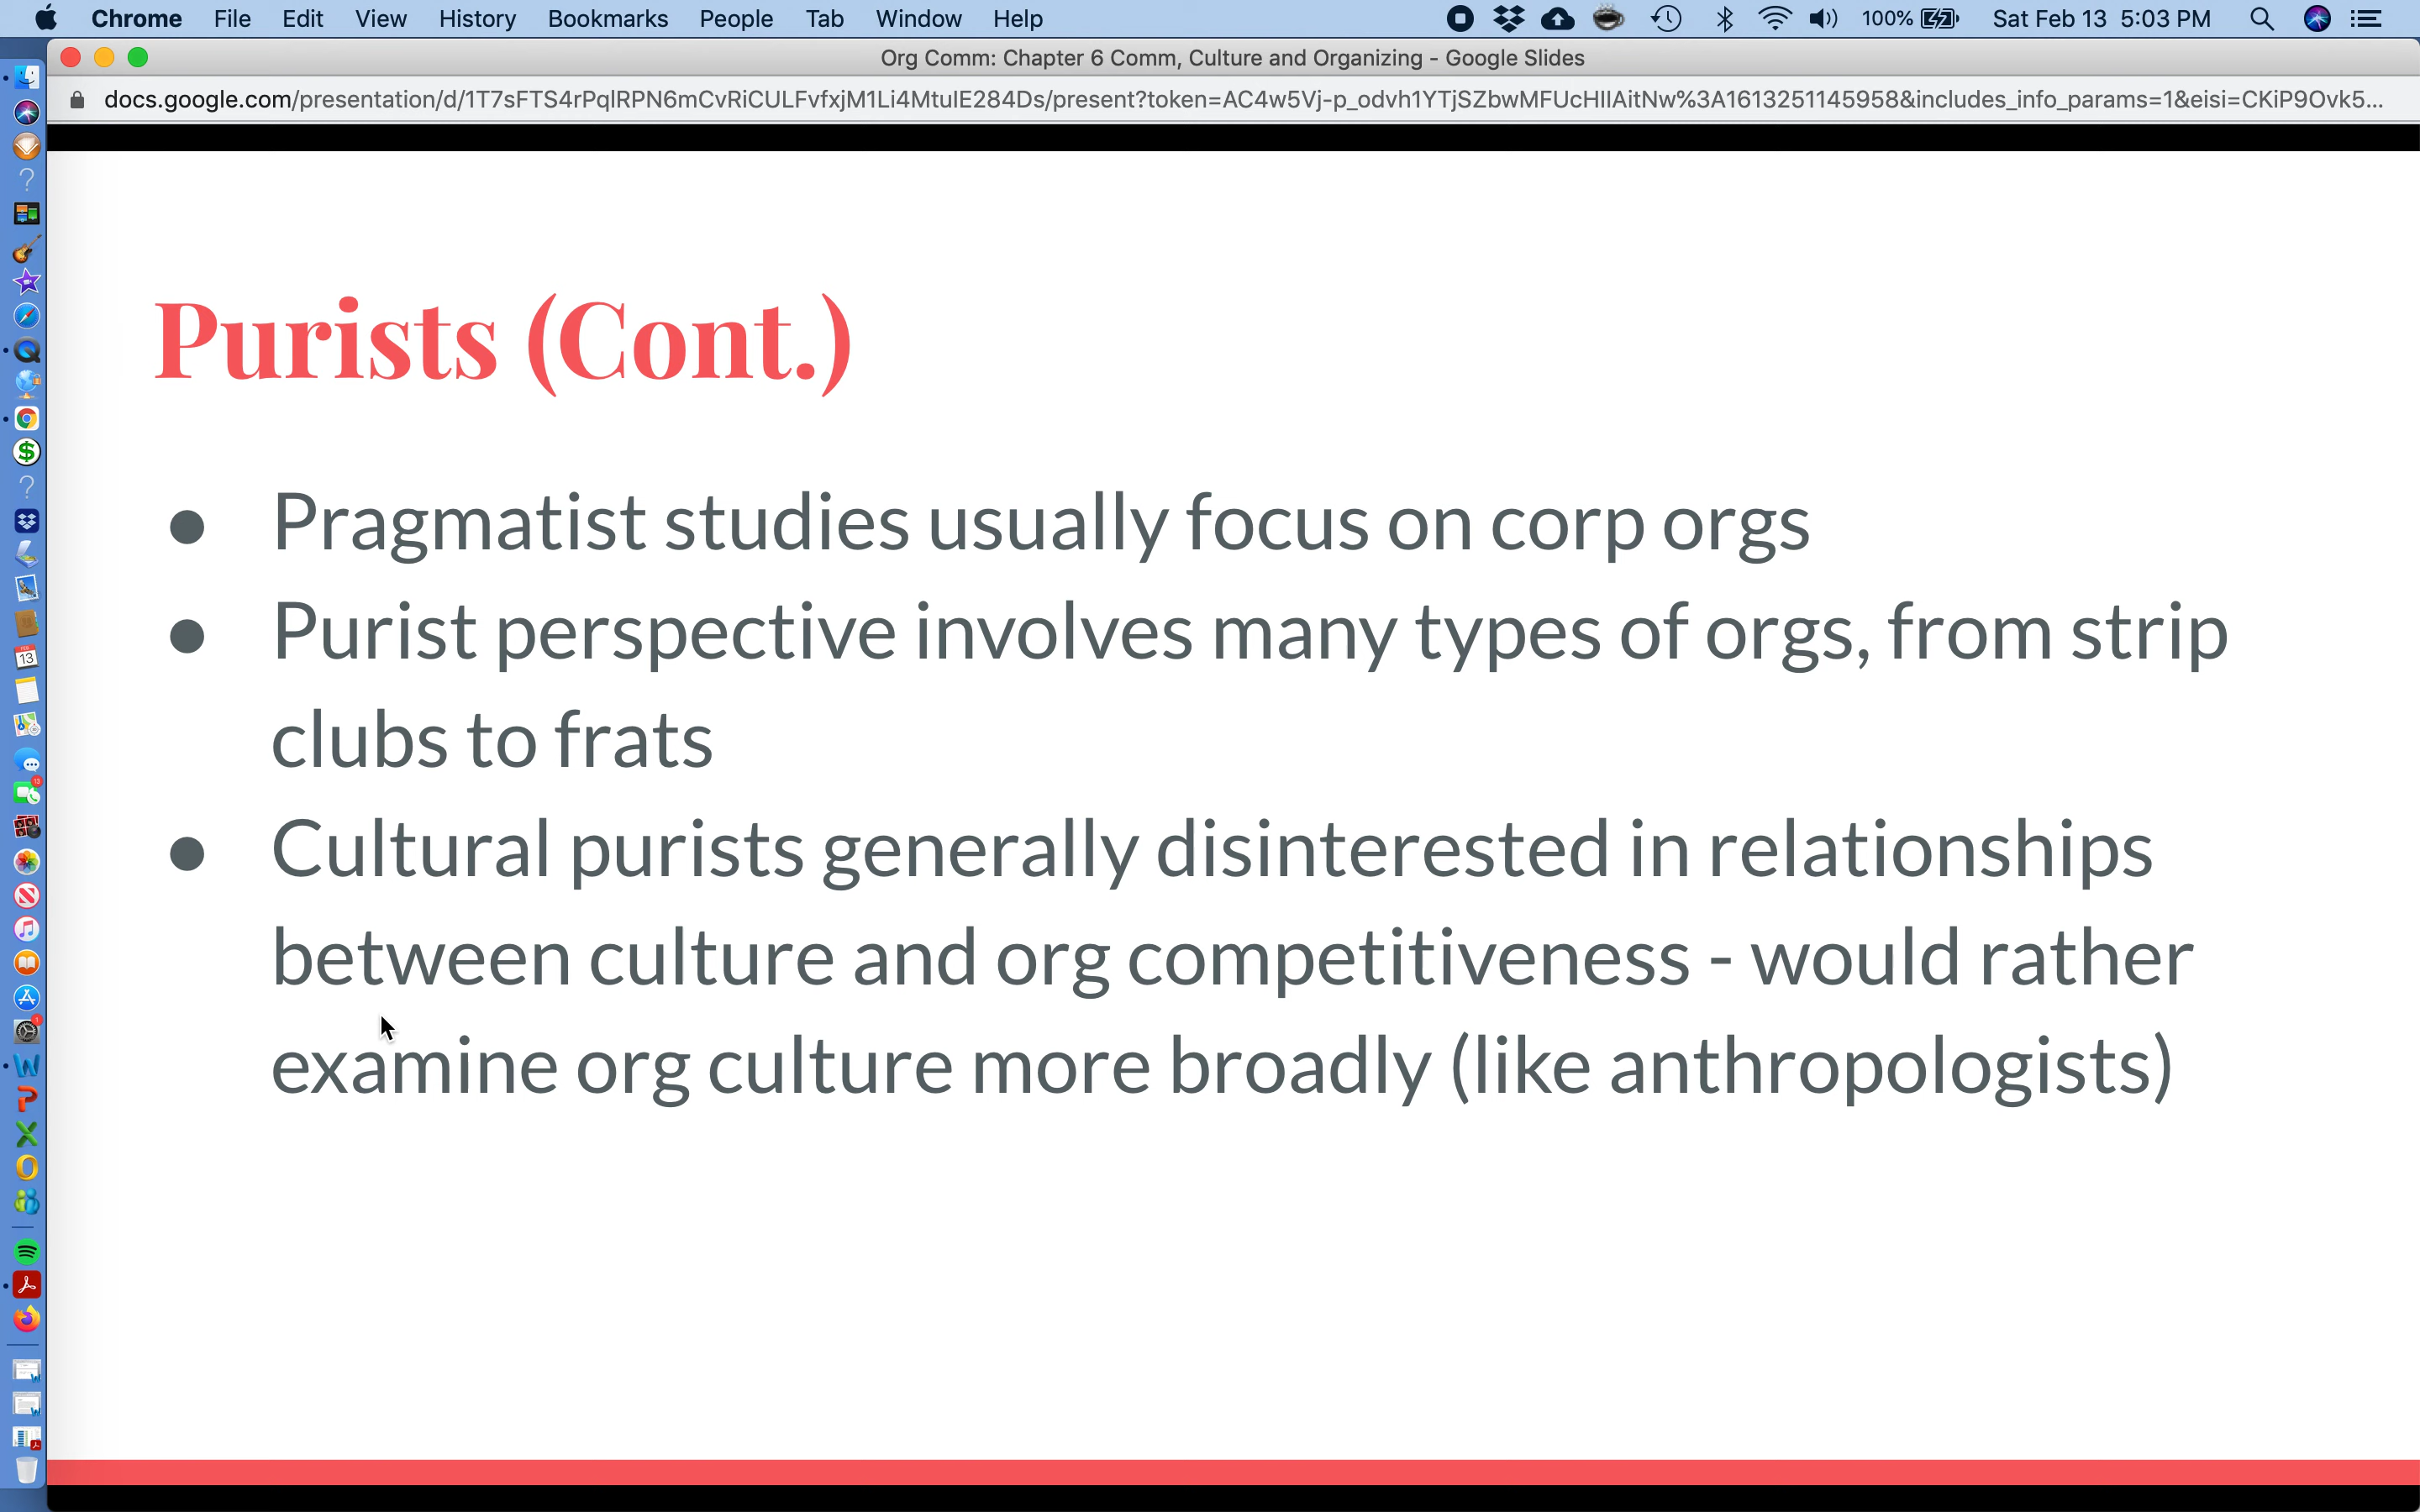 Chrome File Edit View History Bookmarks People Tab Window Help 100% Sat Feb 13 5:03 PM
Org Comm: Chapter 6 Comm, Culture and Organizing - Google Slides
docs.google.com/presentation/d/1T7sFTS4rPqIRPN6mCvRiCULFvfxjM1Li4MtuIE284Ds/present?token=AC4w5Vj-p_odvh1YTjSZbwMFUcHIIAitNw%3A1613251145958&includes_info_params=1&eisi=CKiP9Ovk5...
Purists (Cont.)
● Pragmatist studies usually focus on corp orgs
● Purist perspective involves many types of orgs, from strip
clubs to frats
● Cultural purists generally disinterested in relationships
between culture and org competitiveness - would rather
examine org culture more broadly (like anthropologists)